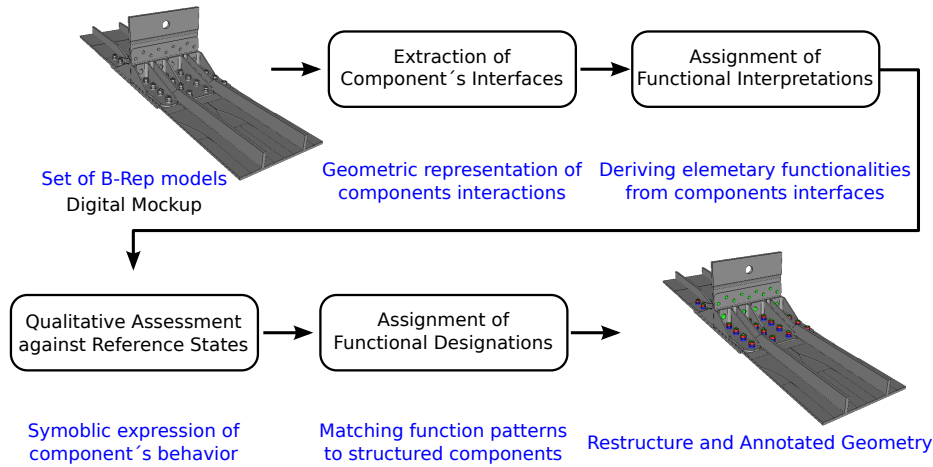 Extraction of
Component´s Interfaces
Assignment of
Functional Interpretations
Set of B-Rep models
Digital Mockup
Geometric representation of
components interactions
Deriving elemetary functionalities
from components interfaces
Qualitative Assessment
against Reference States
Assignment of
Functional Designations
Symoblic expression of
component´s behavior
Matching function patterns
to structured components
Restructure and Annotated Geometry